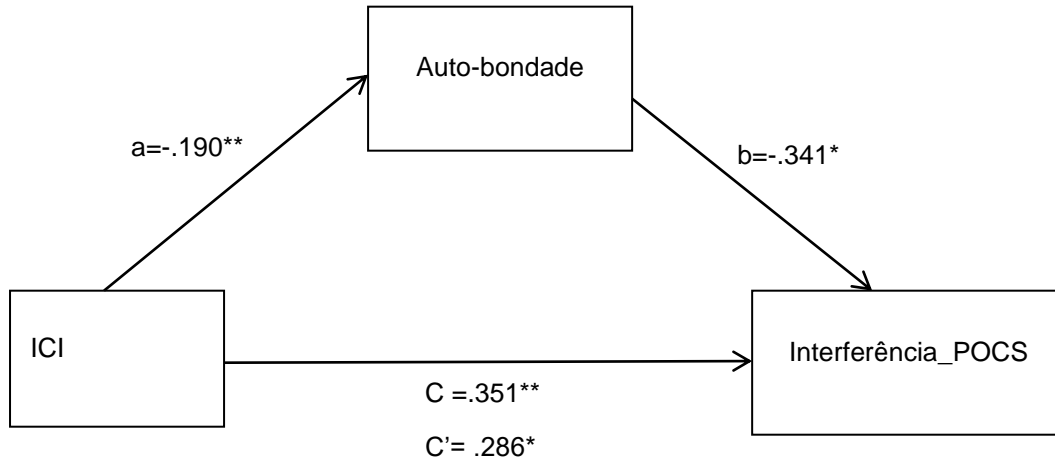 Auto-bondade
a=-.190**
b=-.341*
ICI
Interferência_POCS
C =.351**
C’= .286*